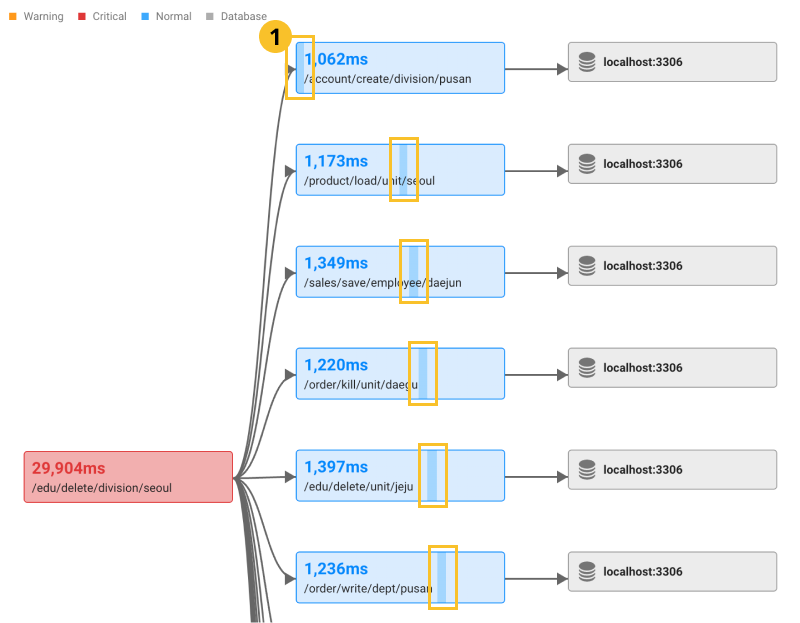 Warning Critical Normal Database
1
1,062ms
/account/create/division/pusan
localhost:3306
1,173ms
/product/load/unit/seoul
localhost:3306
1,349ms
/sales/save/employee/daejun
localhost:3306
1,220ms
/order/kill/unit/daegu
localhost:3306
29,904ms
/edu/delete/division/seoul
1,397ms
/edu/delete/unit/jeju
localhost:3306
1,236ms
/order/write/dept/pusan
localhost:3306